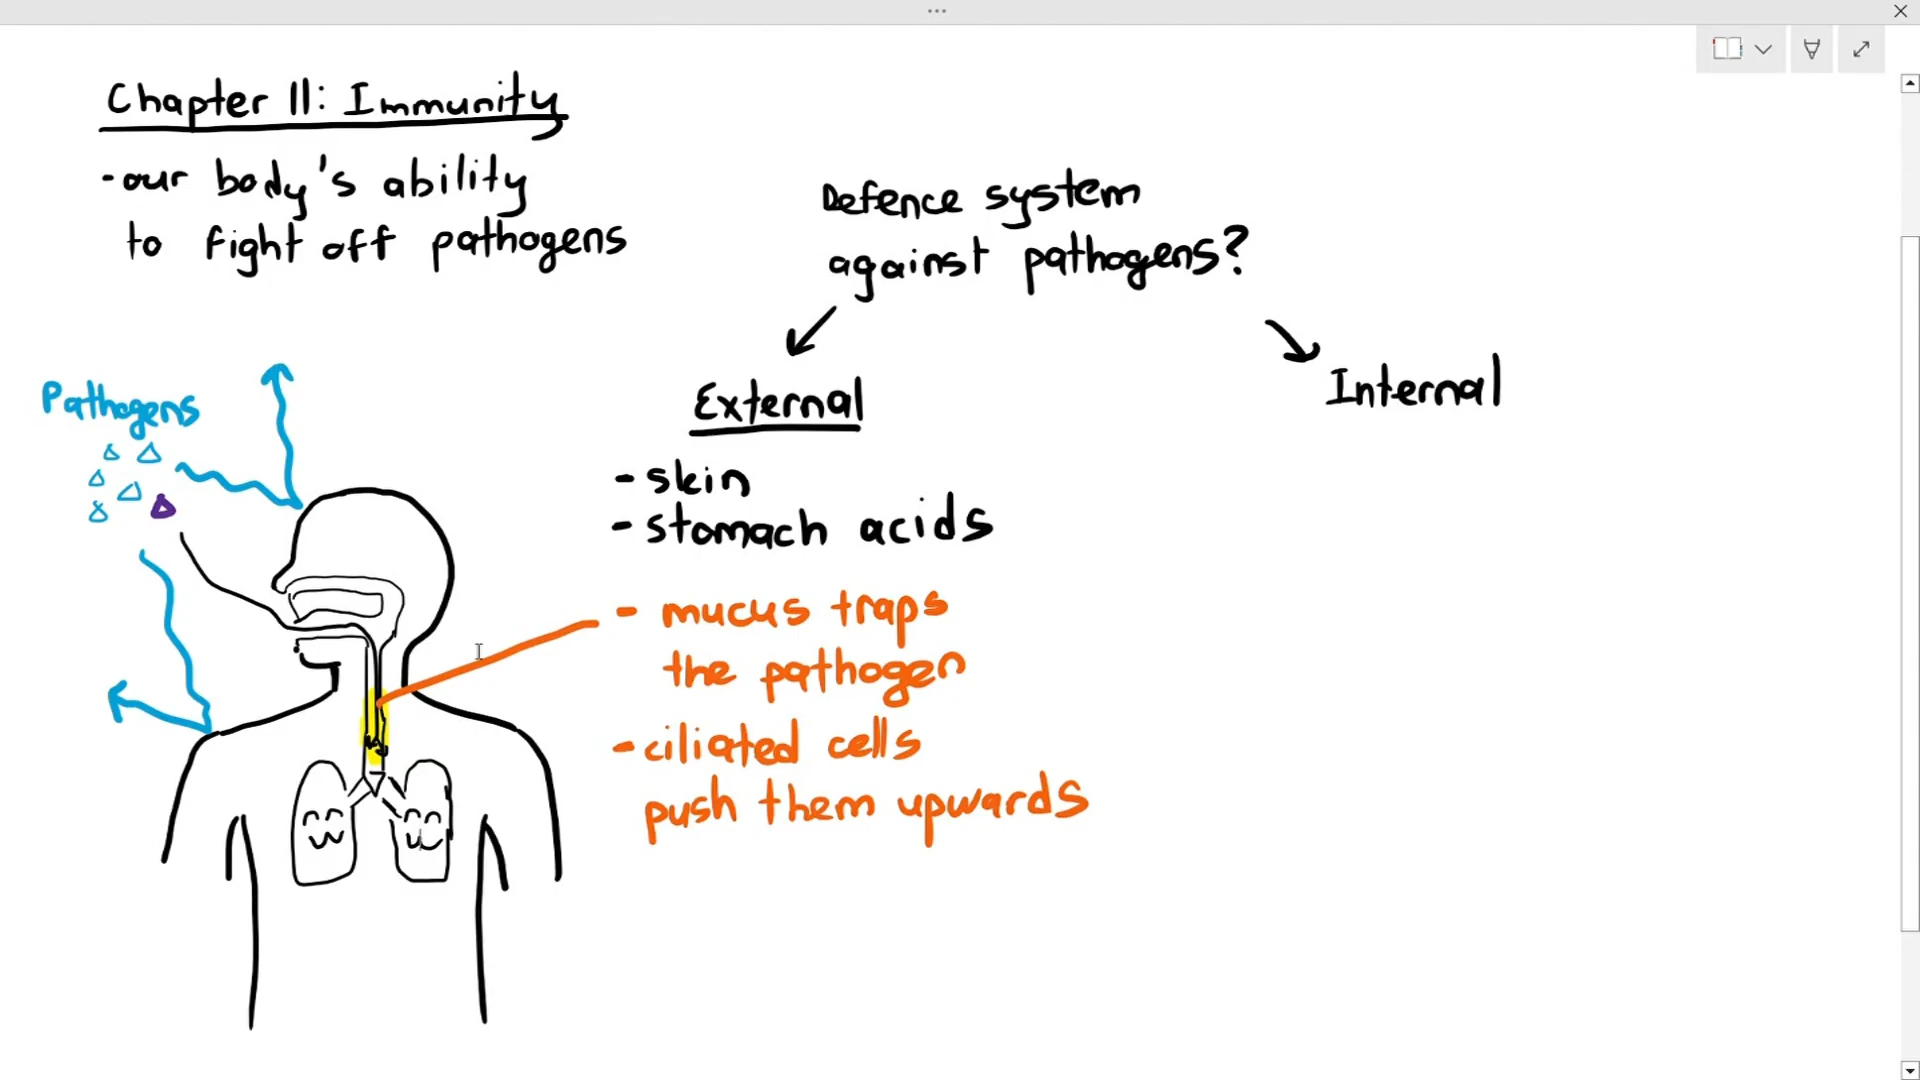 Chapter 11: Immunity
-our body's ability
to fight off pathogens
Defence system
against pathogens?
External
Internal
Pathogens
- skin
- stomach acids
- mucus traps
the pathogen
- ciliated cells
push them upwards